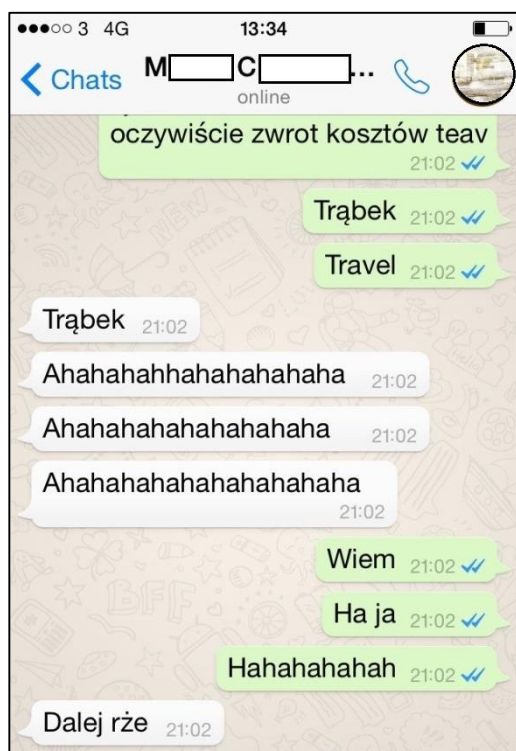 3 4G 13:34
Chats M C ...
online
oczywiście zwrot kosztów teav
21:02
Trąbek 21:02
Travel 21:02
Trąbek 21:02
Ahahahahhahahahahaha 21:02
Ahahahahahahahahaha 21:02
Ahahahahahahahahahaha
21:02
Wiem 21:02
Ha ja 21:02
Hahahahahah 21:02
Dalej rże 21:02